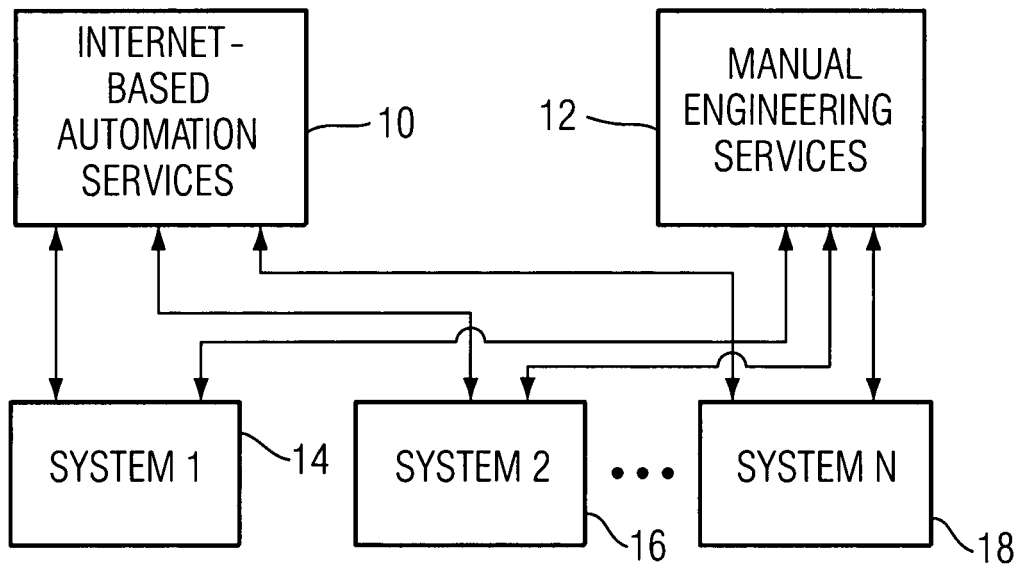 INTERNET-
BASED
AUTOMATION
SERVICES
10
12
MANUAL
ENGINEERING
SERVICES
SYSTEM 1
14
SYSTEM 2
16
SYSTEM N
18